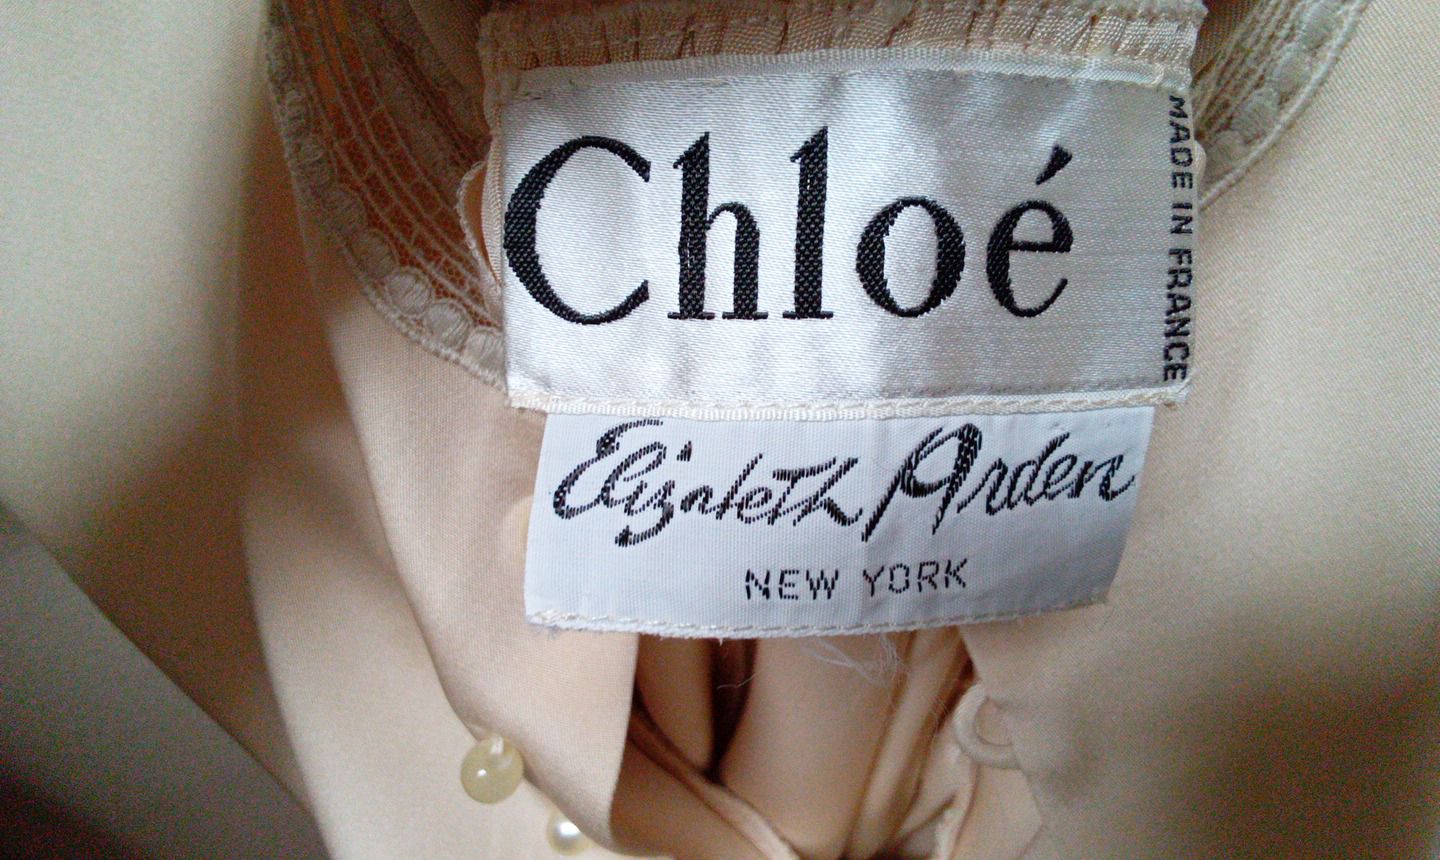 Chloé
MADE IN FRANCE
Elizabeth Arden
NEW YORK